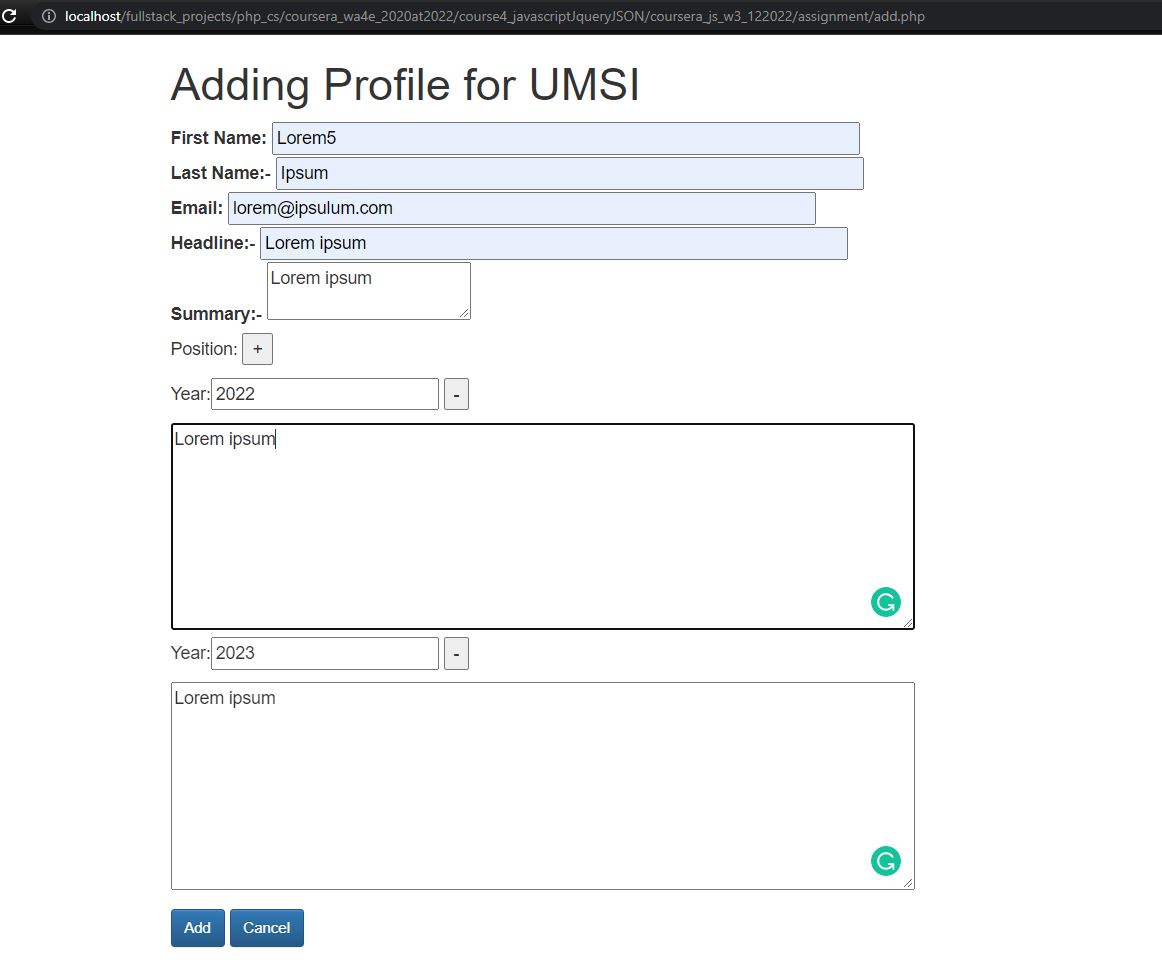 localhost/fullstack_projects/php_cs/coursera_wa4e_2020at2022/course4_javascriptJqueryJSON/coursera_js_w3_122022/assignment/add.php
Adding Profile for UMSI
First Name: Lorem5
Last Name:- Ipsum
Email: lorem@ipsulum.com
Headline:- Lorem ipsum
Summary:- Lorem ipsum
Position: +
Year: 2022 -
Lorem ipsum
Year: 2023 -
Lorem ipsum
Add Cancel